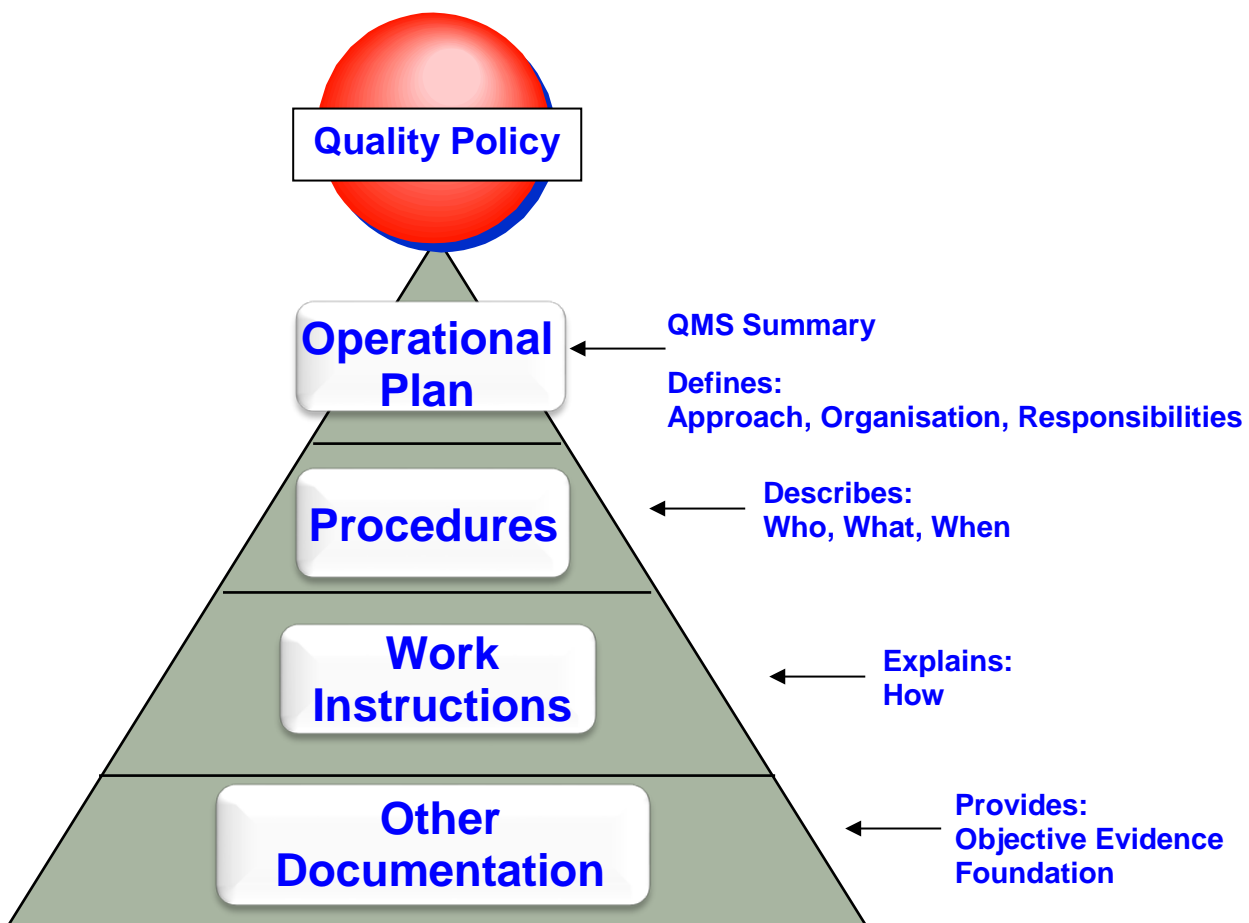 Quality Policy
Operational
Plan
QMS Summary
Defines:
Approach, Organisation, Responsibilities
Procedures
Describes:
Who, What, When
Work
Instructions
Explains:
How
Other
Documentation
Provides:
Objective Evidence
Foundation